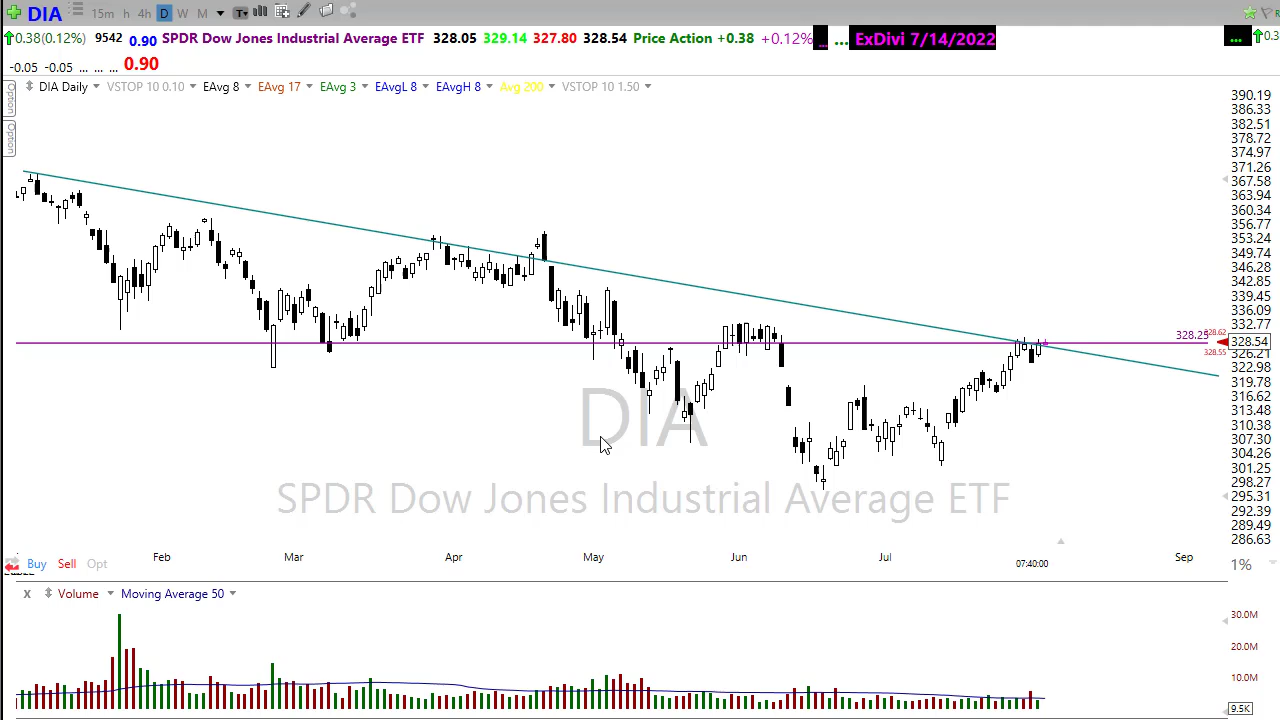 DIA 15m h 4h D W M T
0.38(0.12%) 9542 0.90 SPDR Dow Jones Industrial Average ETF 328.05 329.14 327.80 328.54 Price Action +0.38 +0.12% ... ... ExDivi 7/14/2022 ... 0.3
-0.05 -0.05 ... ... ... 0.90
DIA Daily VSTOP 10 0.10 EAvg 8 EAvg 17 EAvg 3 EAvgL 8 EAvgH 8 Avg 200 VSTOP 10 1.50
Option
Option
390.19
386.33
382.51
378.72
374.97
371.26
367.58
363.94
360.34
356.77
353.24
349.74
346.28
342.85
339.45
336.09
332.77
328.25 328.62
328.54
328.55
326.21
322.98
319.78
316.62
313.48
310.38
307.30
304.26
301.25
298.27
295.31
292.39
289.49
286.63
DIA
SPDR Dow Jones Industrial Average ETF
Feb Mar Apr May Jun Jul Sep
07:40:00
Buy Sell Opt 1%
X Volume Moving Average 50
30.0M
20.0M
10.0M
9.5K